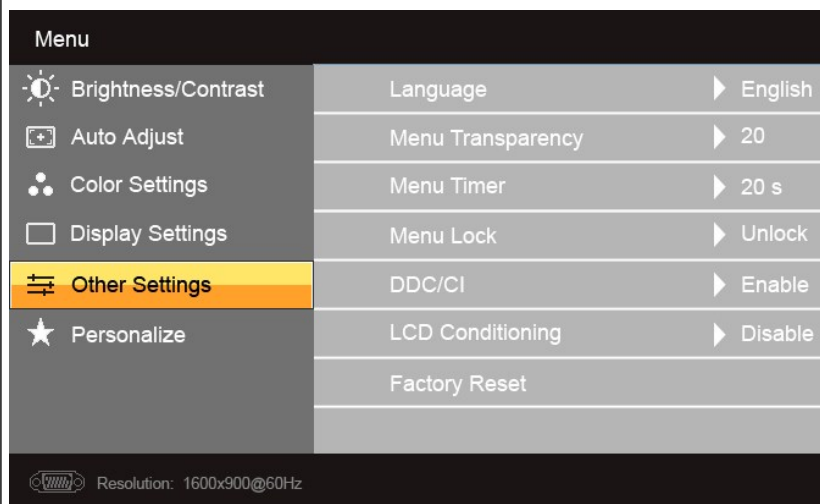 Menu
Brightness/Contrast
Auto Adjust
Color Settings
Display Settings
Other Settings
Personalize
Language English
Menu Transparency 20
Menu Timer 20 s
Menu Lock Unlock
DDC/CI Enable
LCD Conditioning Disable
Factory Reset
Resolution: 1600x900@60Hz